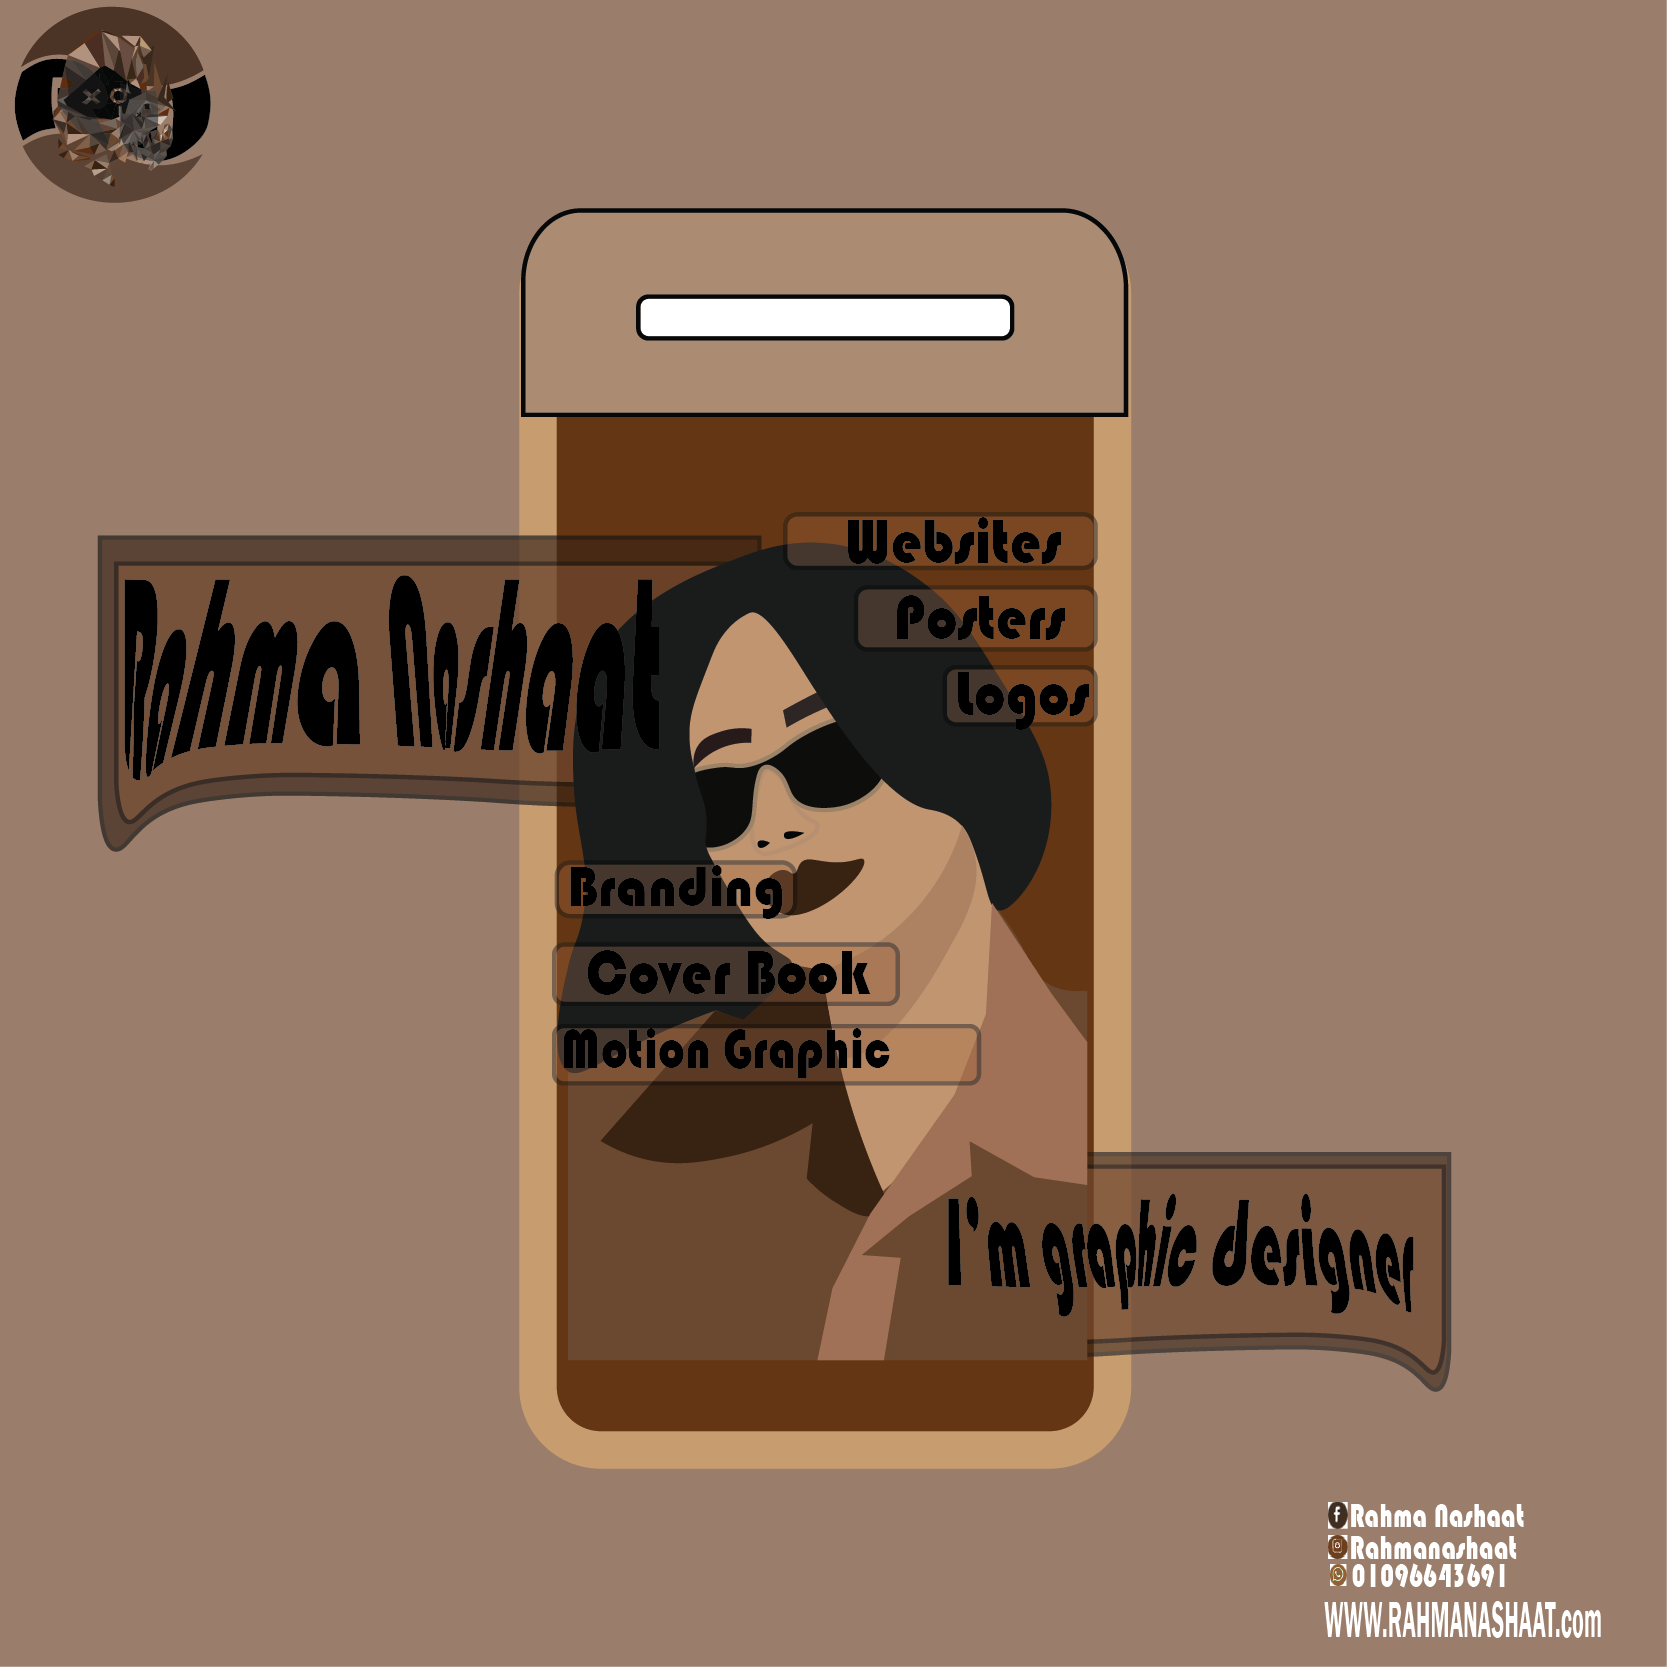 Websites
Posters
Logos
Rahma Nashaat
Branding
Cover Book
Motion Graphic
I'm graphic designer
Rahma Nashaat
Rahmanashaat
01096643691
WWW.RAHMANASHAAT.com